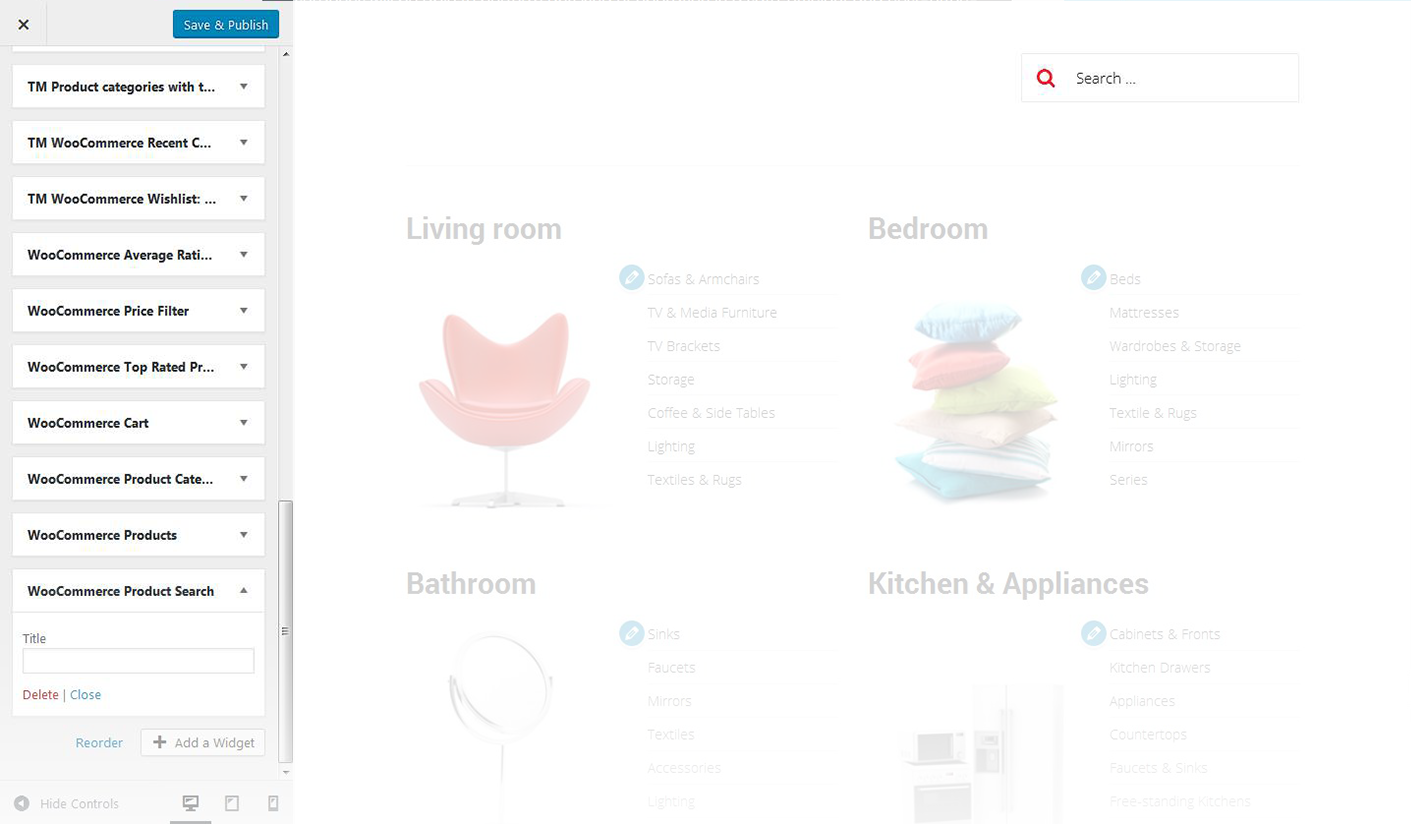 Save & Publish
TM Product categories with t...
TM WooCommerce Recent C...
TM WooCommerce Wishlist: ...
WooCommerce Average Rati...
WooCommerce Price Filter
WooCommerce Top Rated Pr...
WooCommerce Cart
WooCommerce Product Cate...
WooCommerce Products
WooCommerce Product Search
Title
Delete | Close
Reorder
Add a Widget
Hide Controls
Search ...
Living room
Sofas & Armchairs
TV & Media Furniture
TV Brackets
Storage
Coffee & Side Tables
Lighting
Textiles & Rugs
Bedroom
Beds
Mattresses
Wardrobes & Storage
Lighting
Textile & Rugs
Mirrors
Series
Bathroom
Sinks
Faucets
Mirrors
Textiles
Accessories
Lighting
Kitchen & Appliances
Cabinets & Fronts
Kitchen Drawers
Appliances
Countertops
Faucets & Sinks
Free-standing Kitchens